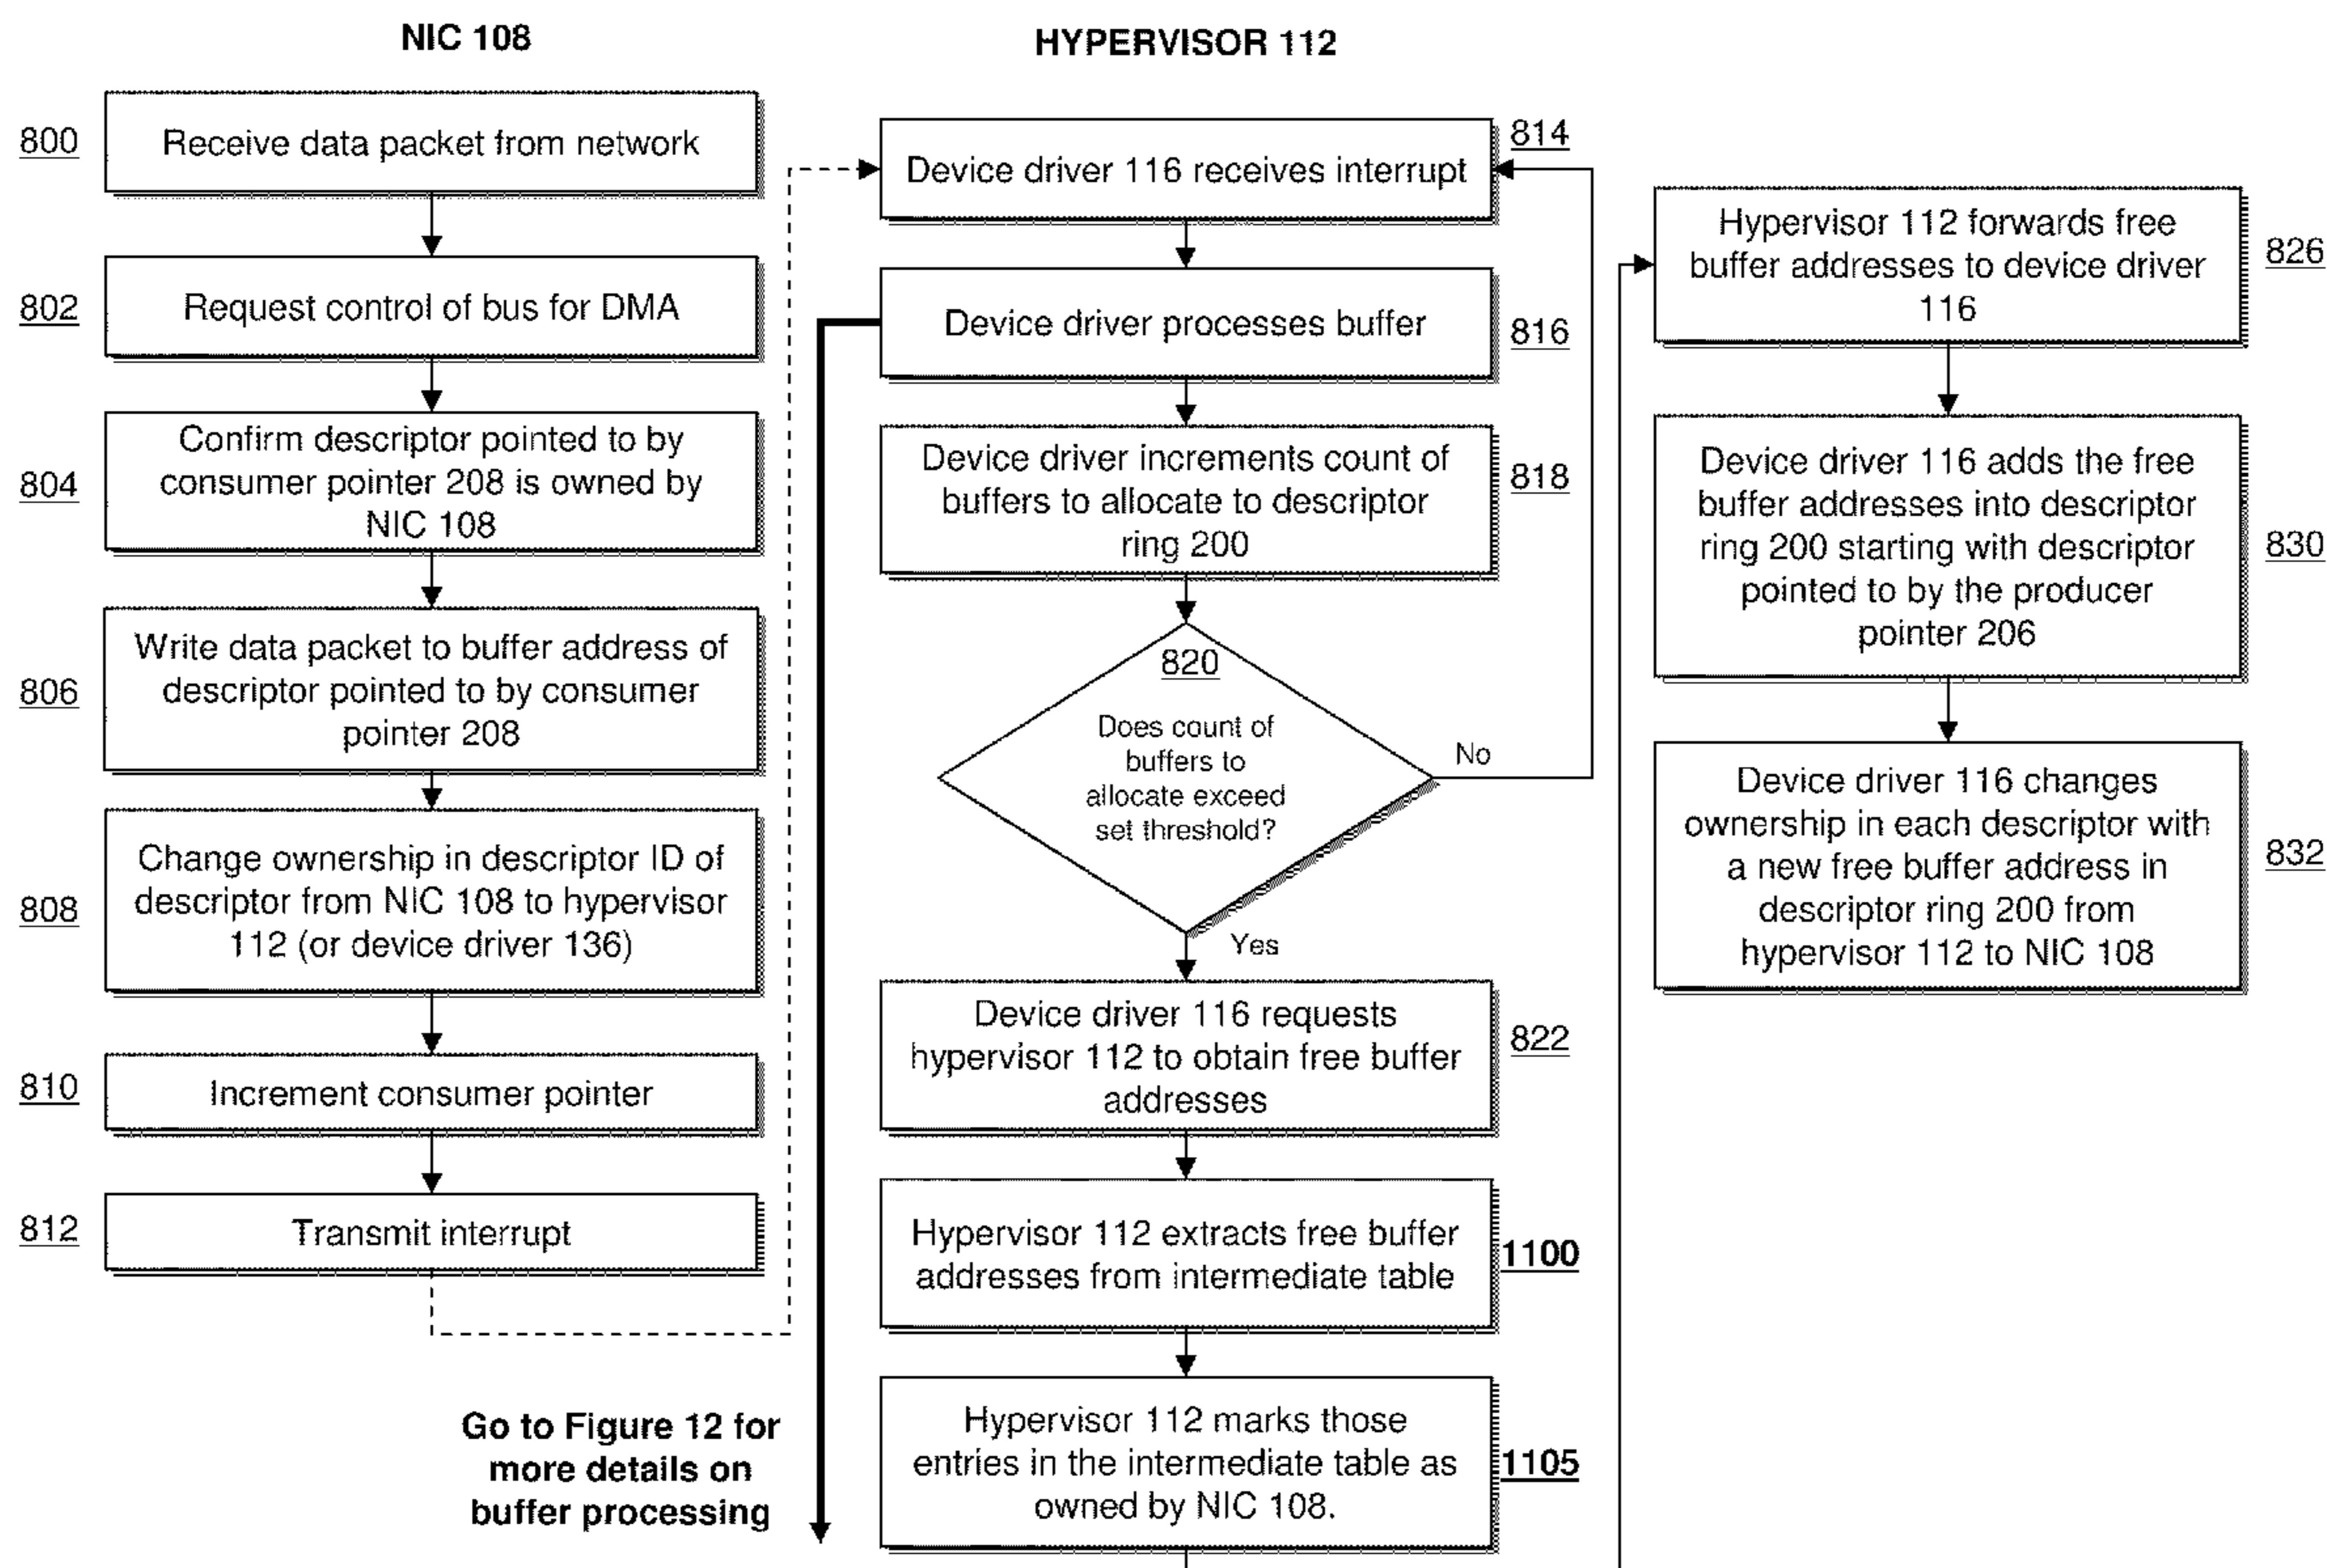 NIC 108
800
Receive data packet from network
802
Request control of bus for DMA
804
Confirm descriptor pointed to by
consumer pointer 208 is owned by
NIC 108
806
Write data packet to buffer address of
descriptor pointed to by consumer
pointer 208
808
Change ownership in descriptor ID of
descriptor from NIC 108 to hypervisor
112 (or device driver 136)
810
Increment consumer pointer
812
Transmit interrupt
Go to Figure 12 for
more details on
buffer processing
HYPERVISOR 112
814
Device driver 116 receives interrupt
Device driver processes buffer
816
Device driver increments count of
buffers to allocate to descriptor
ring 200
818
820
Does count of
buffers to
allocate exceed
set threshold?
No
Yes
Device driver 116 requests
hypervisor 112 to obtain free buffer
addresses
822
Hypervisor 112 extracts free buffer
addresses from intermediate table
1100
Hypervisor 112 marks those
entries in the intermediate table as
owned by NIC 108.
1105
Hypervisor 112 forwards free
buffer addresses to device driver
116
826
Device driver 116 adds the free
buffer addresses into descriptor
ring 200 starting with descriptor
pointed to by the producer
pointer 206
830
Device driver 116 changes
ownership in each descriptor with
a new free buffer address in
descriptor ring 200 from
hypervisor 112 to NIC 108
832